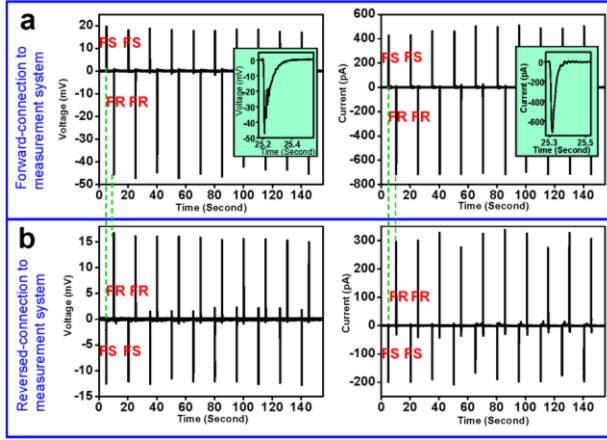 a
Forward-connection to
measurement system
Voltage (mV)
20
10
0
-10
-20
-30
-40
-50
FS FS
FR FR
0 20 40 60 80 100 120 140
Time (Second)
Voltage (mV)
0
-10
-20
-30
-40
-50
25.2 25.4
Time (Second)
Current (pA)
600
400
200
0
-200
-400
-600
-800
FS FS
FR FR
0 20 40 60 80 100 120 140
Time (Second)
Current (pA)
0
-200
-400
-600
25.3 25.5
Time (Second)
b
Reversed-connection to
measurement system
Voltage (mV)
15
10
5
0
-5
-10
-15
FR FR
FS FS
0 20 40 60 80 100 120 140
Time (Second)
Current (pA)
300
200
100
0
-100
-200
FR FR
FS FS
0 20 40 60 80 100 120 140
Time (Second)